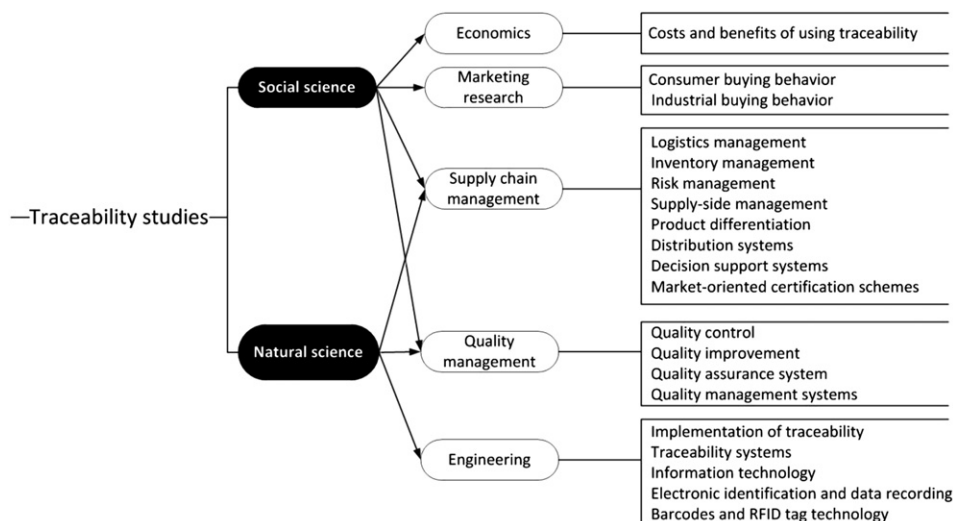 Traceability studies
Social science
Natural science
Economics
Marketing
research
Supply chain
management
Quality
management
Engineering
Costs and benefits of using traceability
Consumer buying behavior
Industrial buying behavior
Logistics management
Inventory management
Risk management
Supply-side management
Product differentiation
Distribution systems
Decision support systems
Market-oriented certification schemes
Quality control
Quality improvement
Quality assurance system
Quality management systems
Implementation of traceability
Traceability systems
Information technology
Electronic identification and data recording
Barcodes and RFID tag technology